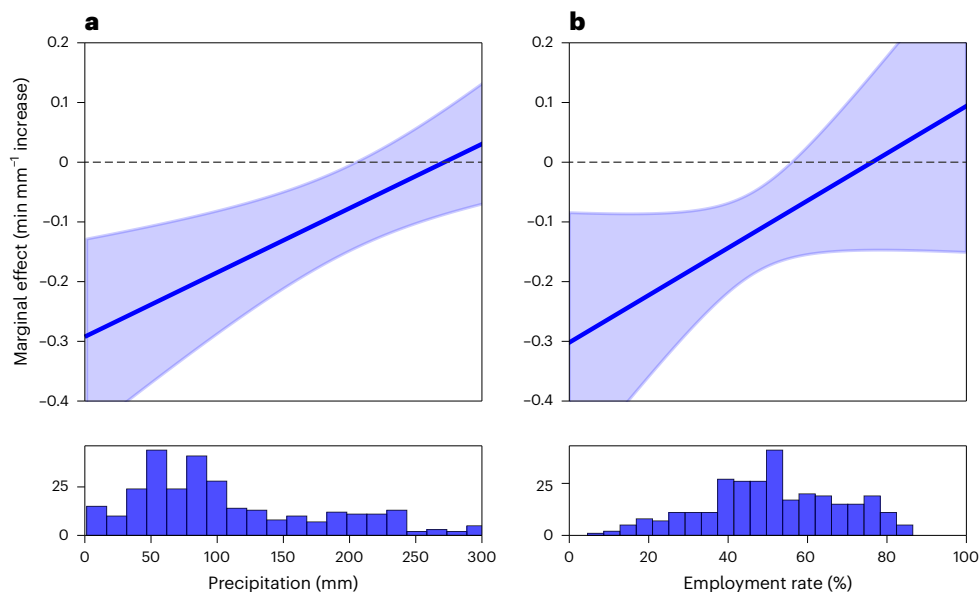 a
b
Marginal effect (min mm⁻¹ increase)
0.2
0.1
0
–0.1
–0.2
–0.3
–0.4
0.2
0.1
0
–0.1
–0.2
–0.3
–0.4
25
0
25
0
0 50 100 150 200 250 300
0 20 40 60 80 100
Precipitation (mm)
Employment rate (%)